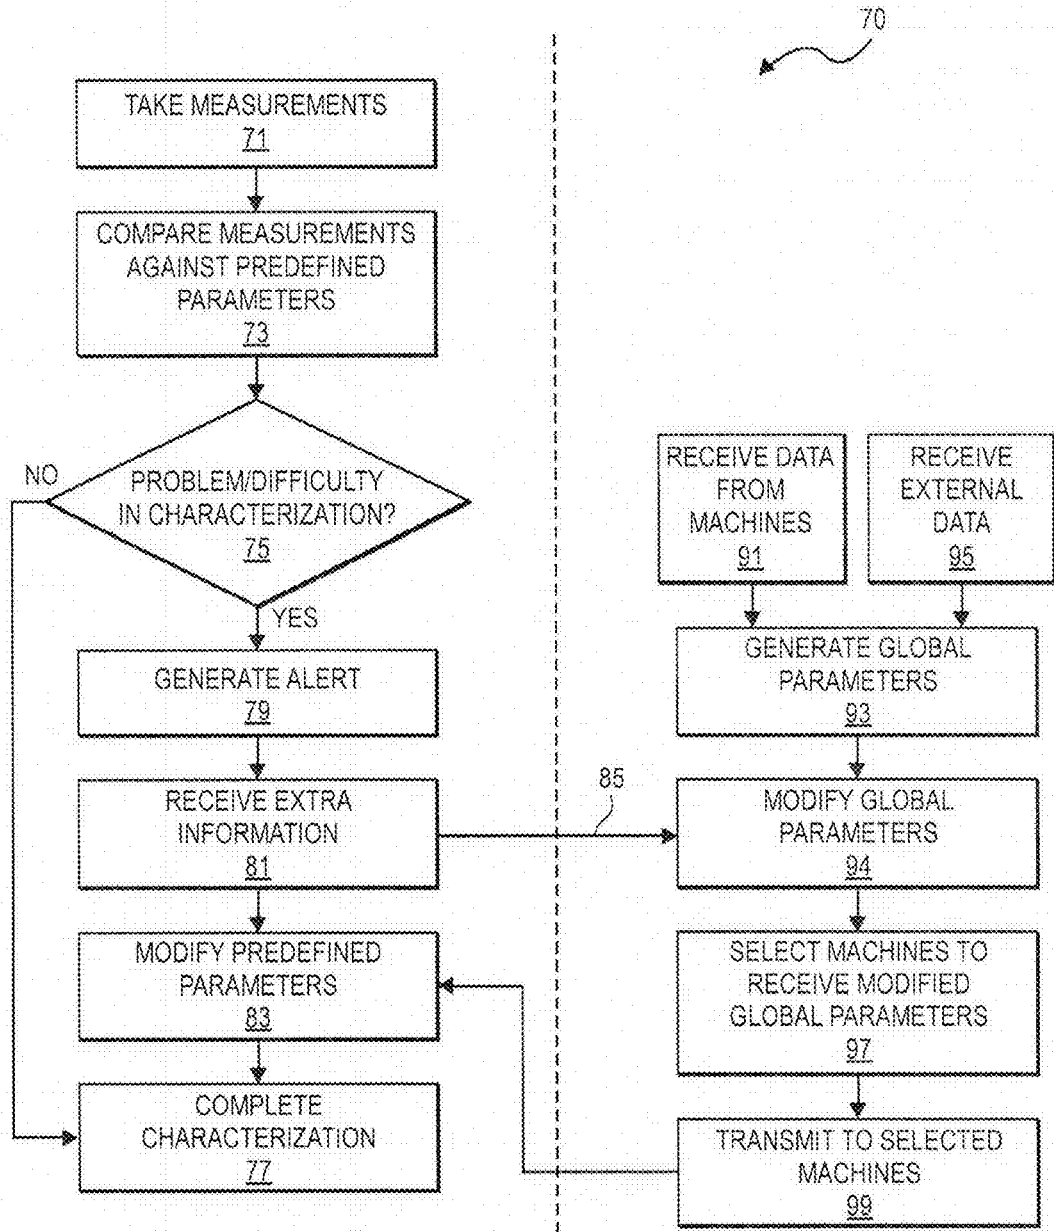 70
TAKE MEASUREMENTS
71
COMPARE MEASUREMENTS
AGAINST PREDEFINED
PARAMETERS
73
NO
PROBLEM/DIFFICULTY
IN CHARACTERIZATION?
75
YES
GENERATE ALERT
79
RECEIVE EXTRA
INFORMATION
81
85
MODIFY PREDEFINED
PARAMETERS
83
COMPLETE
CHARACTERIZATION
77
RECEIVE DATA
FROM
MACHINES
91
RECEIVE
EXTERNAL
DATA
95
GENERATE GLOBAL
PARAMETERS
93
MODIFY GLOBAL
PARAMETERS
94
SELECT MACHINES TO
RECEIVE MODIFIED
GLOBAL PARAMETERS
97
TRANSMIT TO SELECTED
MACHINES
99